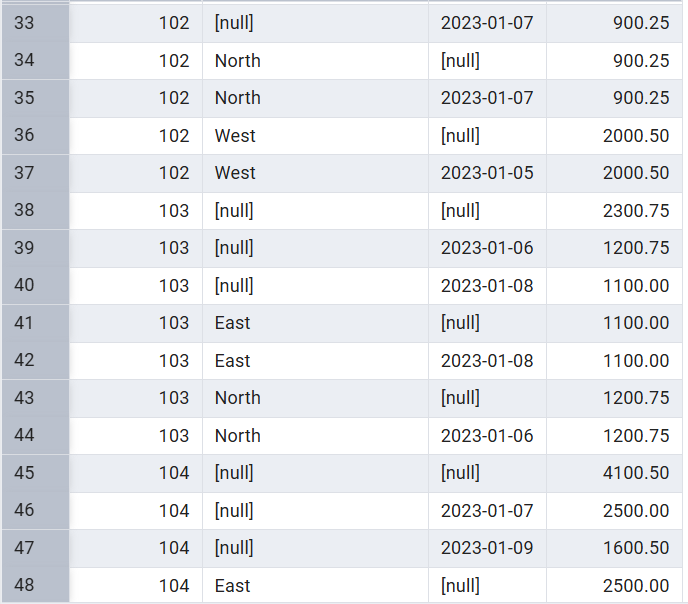 33 102 [null] 2023-01-07 900.25
34 102 North [null] 900.25
35 102 North 2023-01-07 900.25
36 102 West [null] 2000.50
37 102 West 2023-01-05 2000.50
38 103 [null] [null] 2300.75
39 103 [null] 2023-01-06 1200.75
40 103 [null] 2023-01-08 1100.00
41 103 East [null] 1100.00
42 103 East 2023-01-08 1100.00
43 103 North [null] 1200.75
44 103 North 2023-01-06 1200.75
45 104 [null] [null] 4100.50
46 104 [null] 2023-01-07 2500.00
47 104 [null] 2023-01-09 1600.50
48 104 East [null] 2500.00